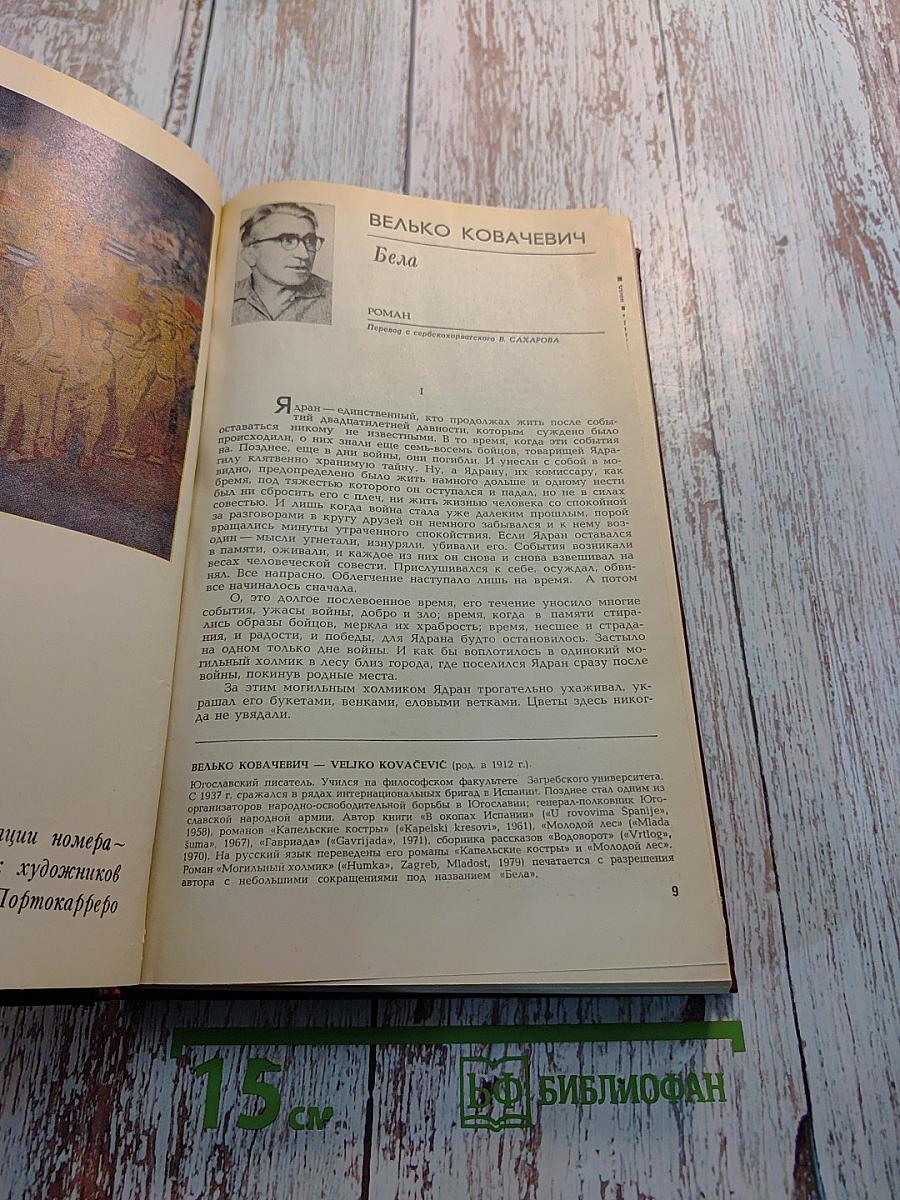 ции номера~
художников
Портокарреро
ВЕЛЬКО КОВАЧЕВИЧ
Бела
РОМАН
Перевод с сербскохорватского В. САХАРОВА
I
Ядран — единственный, кто продолжал жить после собы-
тий двадцатилетней давности, которым суждено было
оставаться никому не известными. В то время, когда эти события
происходили, о них знали еще семь-восемь бойцов, товарищей Ядра-
на. Позднее, еще в дни войны, они погибли. И унесли с собой в мо-
гилу клятвенно хранимую тайну. Ну, а Ядрану, их комиссару, как
видно, предопределено было жить намного дольше и одному нести
бремя, под тяжестью которого он оступался и падал, но не в силах
был ни сбросить его с плеч, ни жить жизнью человека со спокойной
совестью. И лишь когда война стала уже далеким прошлым, порой
за разговорами в кругу друзей он немного забывался и к нему воз-
вращались минуты утраченного спокойствия. Если Ядран оставался
один — мысли угнетали, изнуряли, убивали его. События возникали
в памяти, оживали, и каждое из них он снова и снова взвешивал на
весах человеческой совести. Прислушивался к себе, осуждал, обви-
нял. Все напрасно. Облегчение наступало лишь на время. А потом
все начиналось сначала.
О, это долгое послевоенное время, его течение уносило многие
события, ужасы войны, добро и зло; время, когда в памяти стира-
лись образы бойцов, меркла их храбрость; время, несшее и страда-
ния, и радости, и победы, для Ядрана будто остановилось. Застыло
на одном только дне войны. И как бы воплотилось в одинокий мо-
гильный холмик в лесу близ города, где поселился Ядран сразу после
войны, покинув родные места.
За этим могильным холмиком Ядран трогательно ухаживал, ук-
рашал его букетами, венками, еловыми ветками. Цветы здесь никог-
да не увядали.
ВЕЛЬКО КОВАЧЕВИЧ — VELJKO KOVAČEVIĆ (род. в 1912 г.).
Югославский писатель. Учился на философском факультете Загребского университета.
С 1937 г. сражался в рядах интернациональных бригад в Испании. Позднее стал одним из
организаторов народно-освободительной борьбы в Югославии; генерал-полковник Юго-
славской народной армии. Автор книги «В окопах Испании» («U rovovima Španije»,
1958), романов «Капельские костры» («Kapelski kresovi», 1961), «Молодой лес» («Mlada
šuma», 1967), «Гавриада» («Gavrijada», 1971), сборника рассказов «Водоворот» («Vrtlog»,
1970). На русский язык переведены его романы «Капельские костры» и «Молодой лес».
Роман «Могильный холмик» («Humka», Zagreb, Mladost, 1979) печатается с разрешения
автора с небольшими сокращениями под названием «Бела».
9
15 см
БФ БИБЛИОФАН